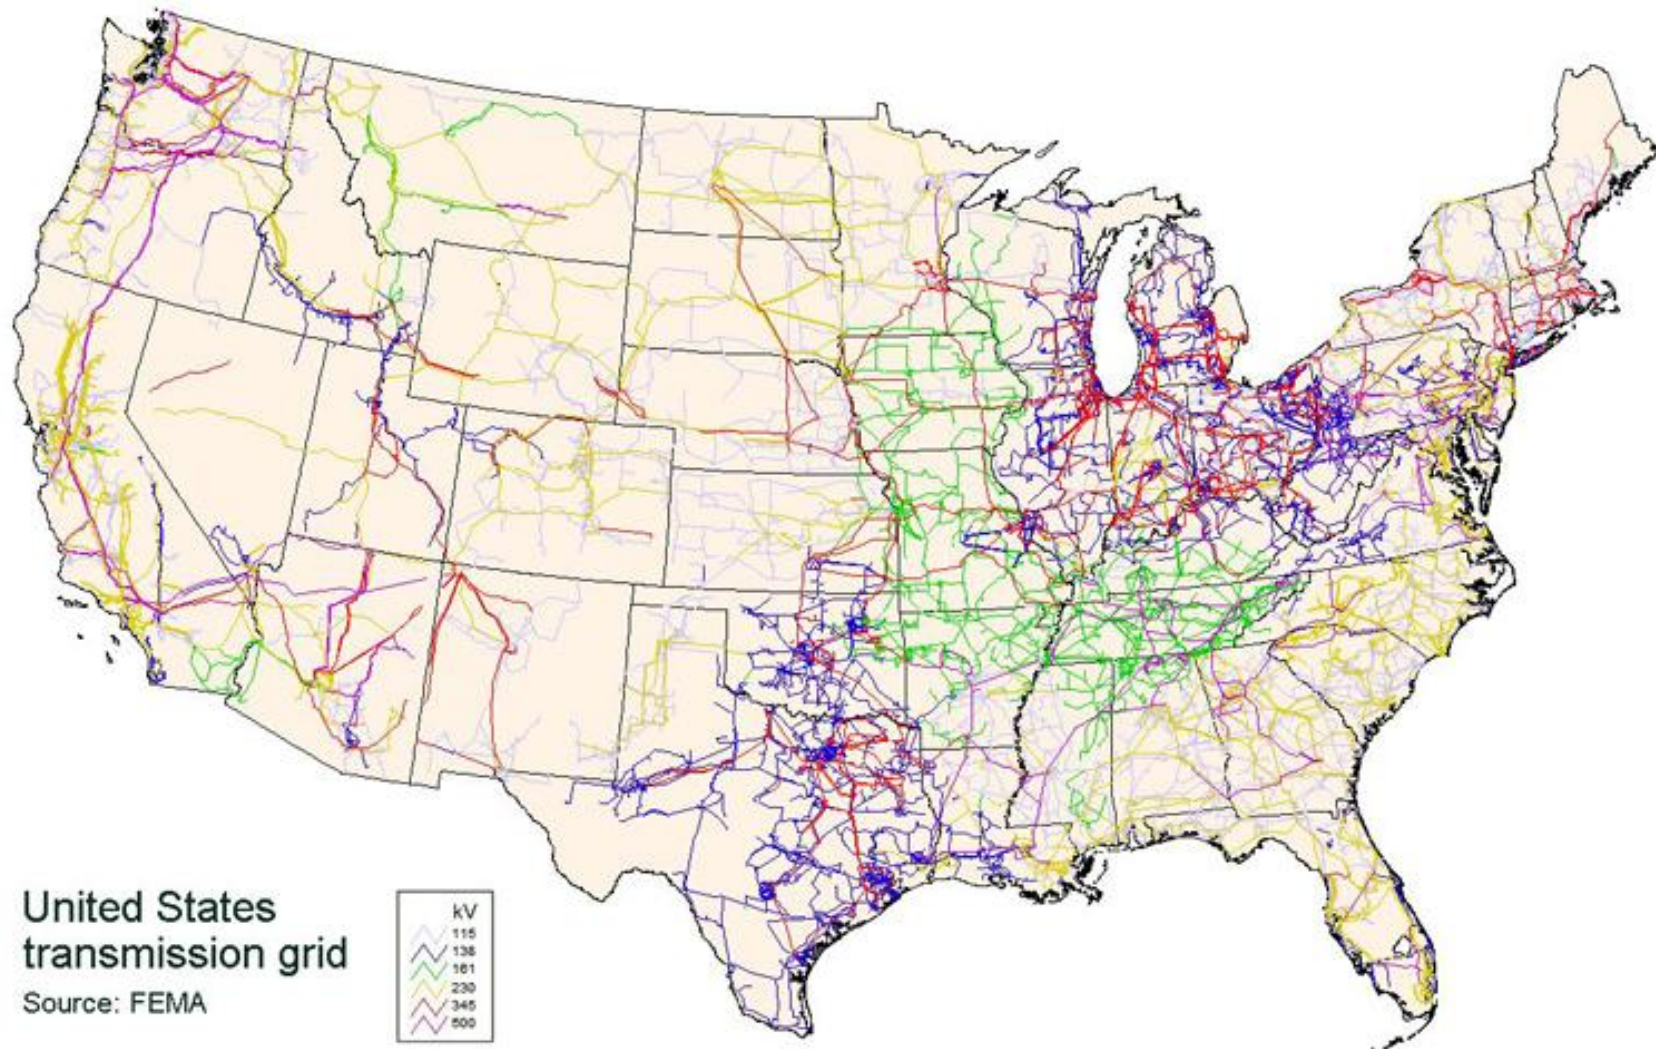 United States
transmission grid
Source: FEMA
kV
115
138
161
230
345
500